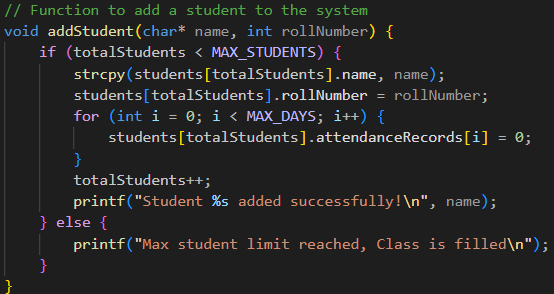 // Function to add a student to the system
void addStudent(char* name, int rollNumber) {
    if (totalStudents < MAX_STUDENTS) {
        strcpy(students[totalStudents].name, name);
        students[totalStudents].rollNumber = rollNumber;
        for (int i = 0; i < MAX_DAYS; i++) {
            students[totalStudents].attendanceRecords[i] = 0;
        }
        totalStudents++;
        printf("Student %s added successfully!\n", name);
    } else {
        printf("Max student limit reached, Class is filled\n");
    }
}